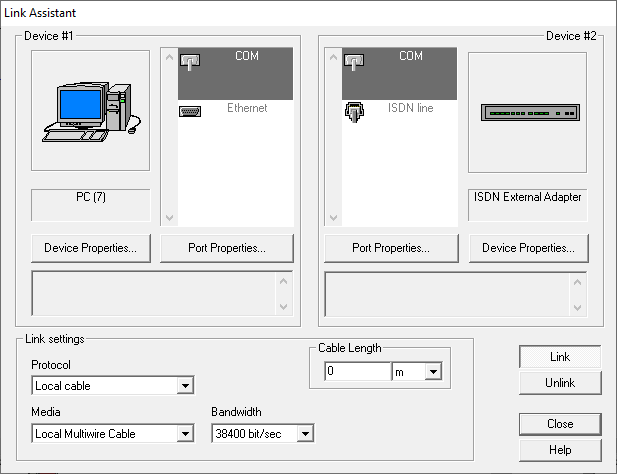 Link Assistant
Device #1
COM
Ethernet
PC (7)
Device Properties...
Port Properties...
Device #2
COM
ISDN line
ISDN External Adapter
Port Properties...
Device Properties...
Link settings
Protocol
Local cable
Cable Length
0
m
Media
Local Multiwire Cable
Bandwidth
38400 bit/sec
Link
Unlink
Close
Help